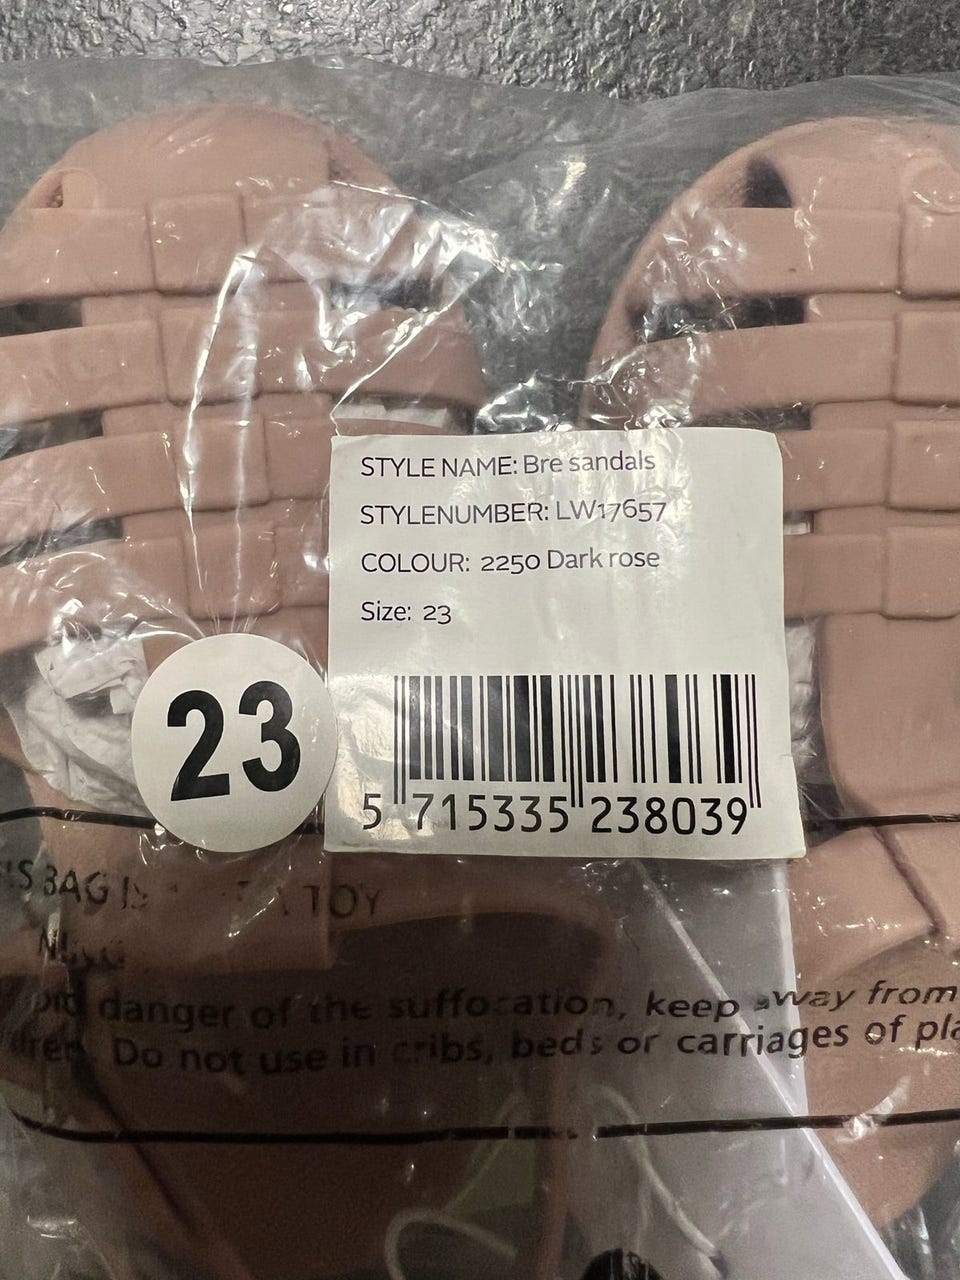 STYLE NAME: Bre sandals
STYLENUMBER: LW17657
COLOUR: 2250 Dark rose
Size: 23
23
5 715335 238039
BAG TOY
danger of the suffocation, keep away from
Do not use in cribs, beds or carriages of